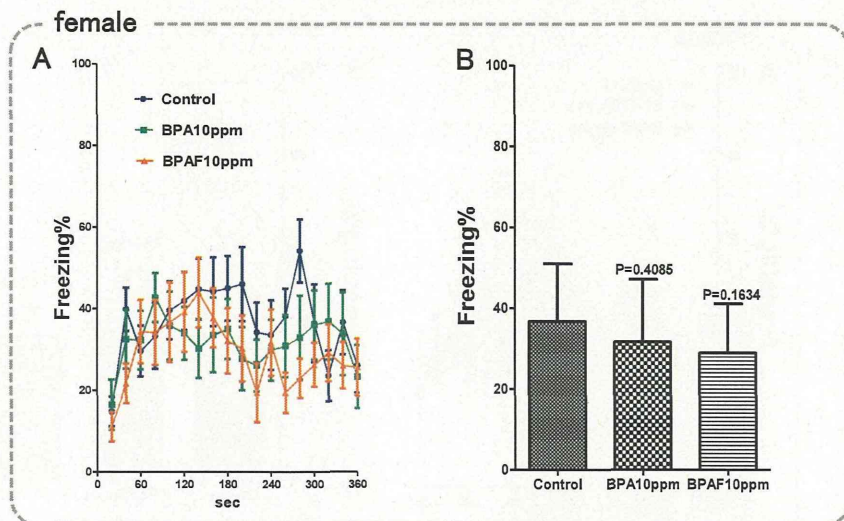 female
A
100
80
60
40
20
0
Freezing%
Control
BPA10ppm
BPAF10ppm
0 60 120 180 240 300 360
sec
B
100
80
60
40
20
0
Freezing%
P=0.4085
P=0.1634
Control BPA10ppm BPAF10ppm